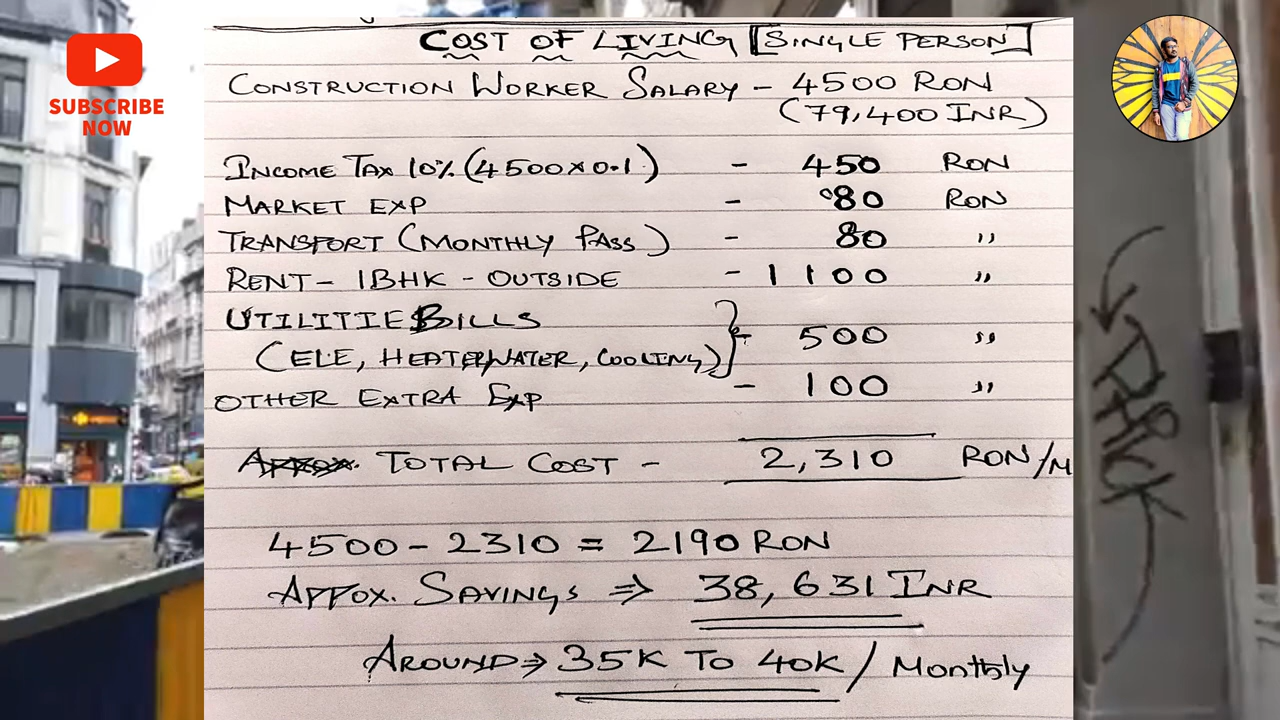 COST OF LIVING [SINGLE PERSON]
CONSTRUCTION WORKER SALARY - 4500 RON
(79,400 INR)
INCOME TAX 10% (4500x0.1) - 450 RON
MARKET EXP - 080 RON
TRANSPORT (MONTHLY PASS) - 80 "
RENT - 1BHK - OUTSIDE - 1100 "
UTILITIE BILLS
(ELE, HEATER, WATER, COOLING) - 500 "
OTHER EXTRA EXP - 100 "
TOTAL COST - 2,310 RON/M
4500 - 2310 = 2190 RON
APPOX. SAVINGS ⇒ 38,631 INR
AROUND ⇒ 35K TO 40K / Monthly
SUBSCRIBE
NOW